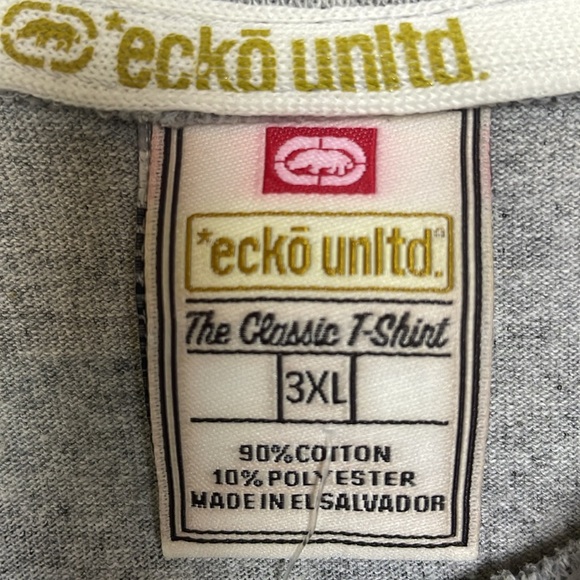 *eckō unltd.
*eckō unltd.
The Classic T-Shirt
3XL
90% COTTON
10% POLYESTER
MADE IN EL SALVADOR